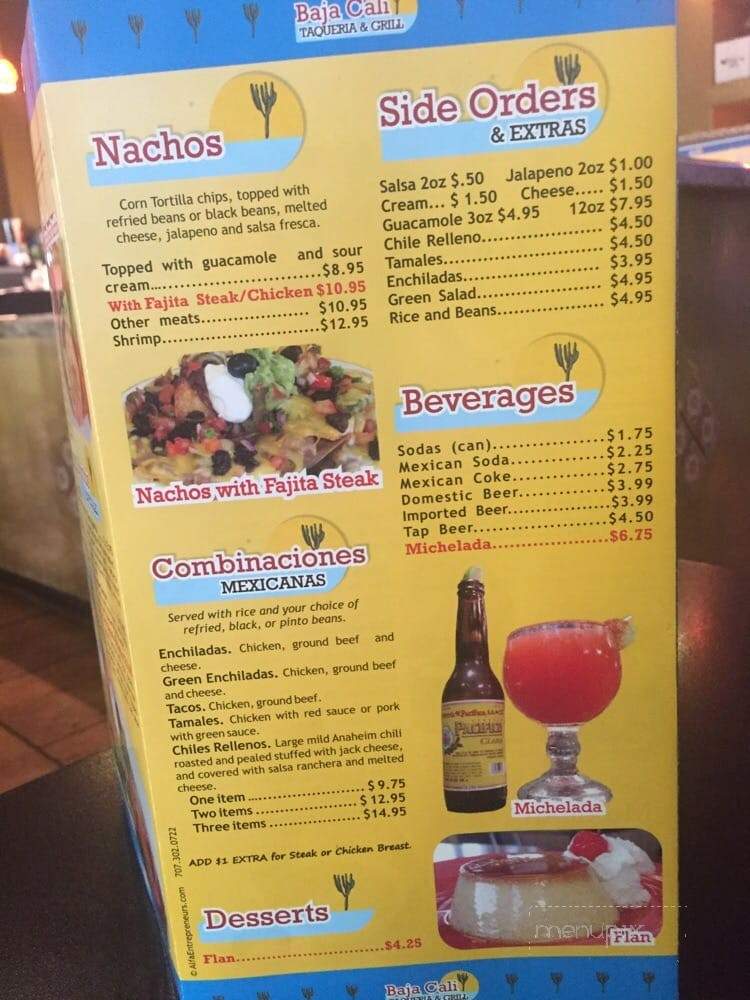 Baja Cali
TAQUERIA & GRILL
Nachos
Corn Tortilla chips, topped with
refried beans or black beans, melted
cheese, jalapeno and salsa fresca.
Topped with guacamole and sour
cream....................$8.95
With Fajita Steak/Chicken $10.95
Other meats.................. $10.95
Shrimp..........................$12.95
Nachos with Fajita Steak
Combinaciones
MEXICANAS
Served with rice and your choice of
refried, black, or pinto beans.
Enchiladas. Chicken, ground beef and
cheese.
Green Enchiladas. Chicken, ground beef
and cheese.
Tacos. Chicken, ground beef.
Tamales. Chicken with red sauce or pork
with green sauce.
Chiles Rellenos. Large mild Anaheim chili
roasted and pealed stuffed with jack cheese,
and covered with salsa ranchera and melted
cheese.
One item .................... $ 9.75
Two items .................. $ 12.95
Three items ................ $14.95
ADD $1 EXTRA for Steak or Chicken Breast.
Desserts
Flan..........................$4.25
© AlfaEntrepreneurs.com 707.302.0722
Side Orders
& EXTRAS
Salsa 2oz $.50 Jalapeno 2oz $1.00
Cream... $ 1.50 Cheese..... $1.50
Guacamole 3oz $4.95 12oz $7.95
Chile Relleno.................. $4.50
Tamales.......................... $4.50
Enchiladas...................... $3.95
Green Salad.................... $4.95
Rice and Beans................ $4.95
Beverages
Sodas (can)................$1.75
Mexican Soda..............$2.25
Mexican Coke..............$2.75
Domestic Beer.............$3.99
Imported Beer.............$3.99
Tap Beer...................$4.50
Michelada..................$6.75
Pacifico
CLARA
Michelada
menupix
Flan
Baja Cali
TAQUERIA & GRILL